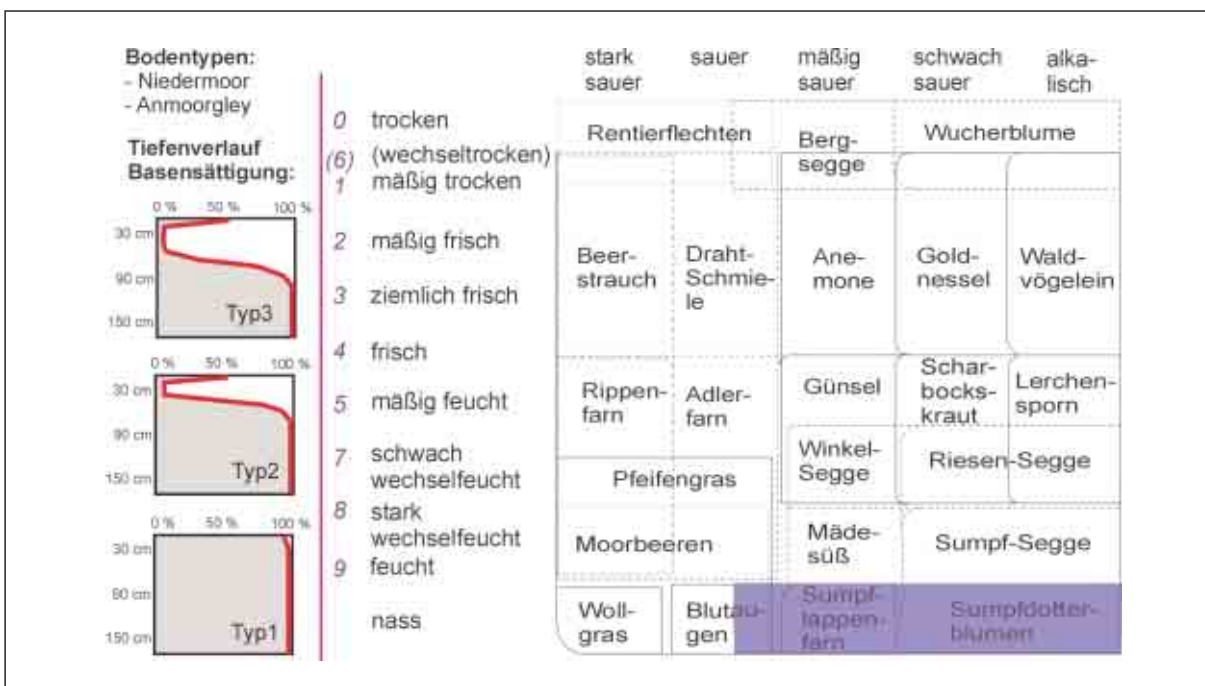 Bodentypen:
- Niedermoor
- Anmoorgley
Tiefenverlauf
Basensättigung:
0 % 50 % 100 %
30 cm
90 cm
150 cm
Typ3
0 % 50 % 100 %
30 cm
90 cm
150 cm
Typ2
0 % 50 % 100 %
30 cm
150 cm
Typ1
0 trocken
(6) (wechseltrocken)
1 mäßig trocken
2 mäßig frisch
3 ziemlich frisch
4 frisch
5 mäßig feucht
7 schwach
wechselfeucht
8 stark
wechselfeucht
9 feucht
nass
stark
sauer
sauer
mäßig
sauer
schwach
sauer
alka-
lisch
Rentierflechten
Berg-
segge
Wucherblume
Beer-
strauch
Draht-
Schmie-
le
Ane-
mone
Gold-
nessel
Wald-
vögelein
Rippen-
farn
Adler-
farn
Günsel
Schar-
bocks-
kraut
Lerchen-
sporn
Winkel-
Segge
Riesen-Segge
Pfeifengras
Moorbeeren
Mäde-
süß
Sumpf-Segge
Woll-
gras
Blutau-
gen
Sumpf-
lappen-
farn
Sumpfdotter-
blumen